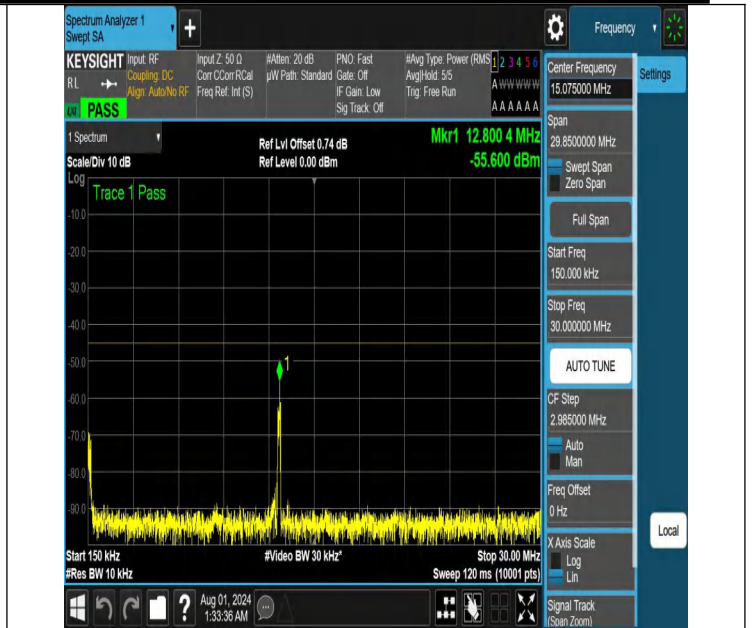 Spectrum Analyzer 1
Swept SA
+
Frequency
KEYSIGHT
RL
PASS
Input: RF
Coupling: DC
Align: Auto/No RF
Input Z: 50 Ω
Corr CCorr RCal
Freq Ref: Int (S)
#Atten: 20 dB
µW Path: Standard
PNO: Fast
Gate: Off
IF Gain: Low
Sig Track: Off
#Avg Type: Power (RMS
Avg|Hold: 5/5
Trig: Free Run
1 2 3 4 5 6
A W W W W W
A A A A A A
1 Spectrum
Scale/Div 10 dB
Ref Lvl Offset 0.74 dB
Ref Level 0.00 dBm
Mkr1 12.800 4 MHz
-55.600 dBm
Log
Trace 1 Pass
-10.0
-20.0
-30.0
-40.0
-50.0
-60.0
-70.0
-80.0
-90.0
1
Start 150 kHz
#Video BW 30 kHz*
Stop 30.00 MHz
#Res BW 10 kHz
Sweep 120 ms (10001 pts)
Aug 01, 2024
1:33:36 AM
?
Center Frequency
15.075000 MHz
Settings
Span
29.8500000 MHz
Swept Span
Zero Span
Full Span
Start Freq
150.000 kHz
Stop Freq
30.000000 MHz
AUTO TUNE
CF Step
2.985000 MHz
Auto
Man
Freq Offset
0 Hz
X Axis Scale
Log
Lin
Local
Signal Track
(Span Zoom)